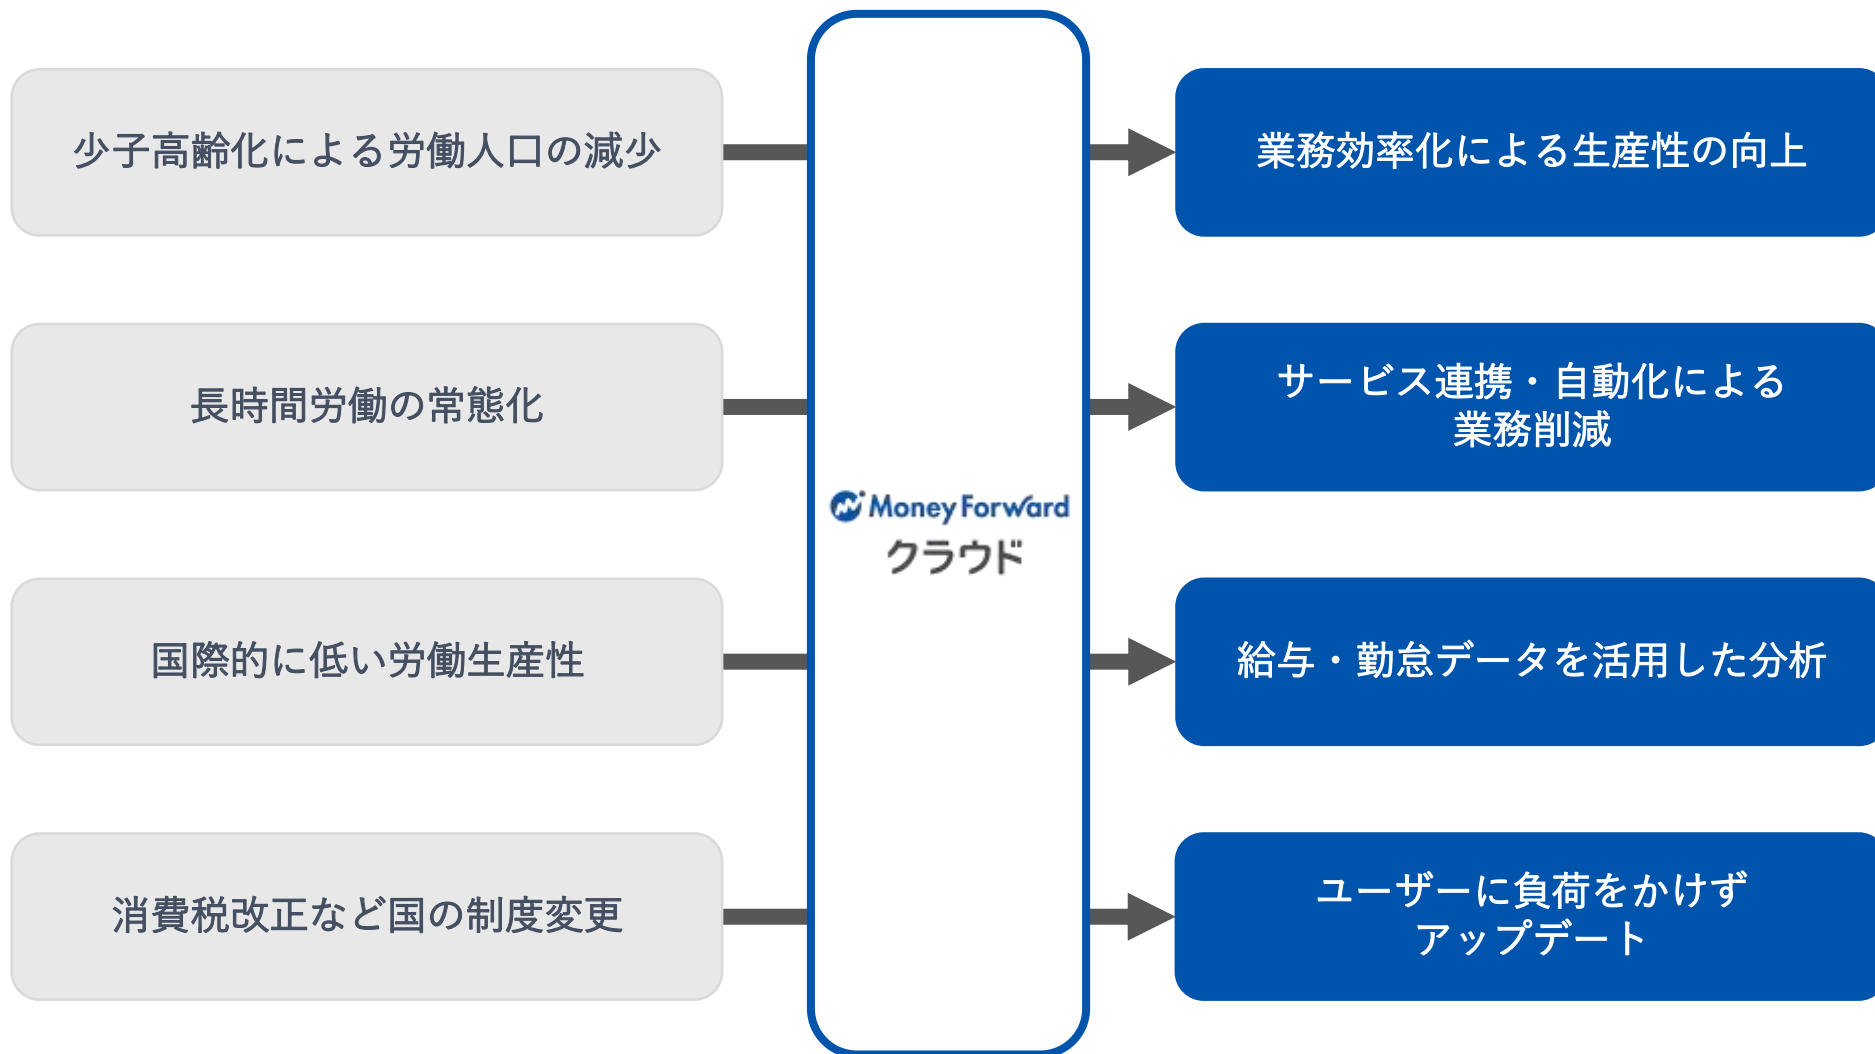 少子高齢化による労働人口の減少
業務効率化による生産性の向上
長時間労働の常態化
サービス連携・自動化による
業務削減
Money Forward
クラウド
国際的に低い労働生産性
給与・勤怠データを活用した分析
消費税改正など国の制度変更
ユーザーに負荷をかけず
アップデート